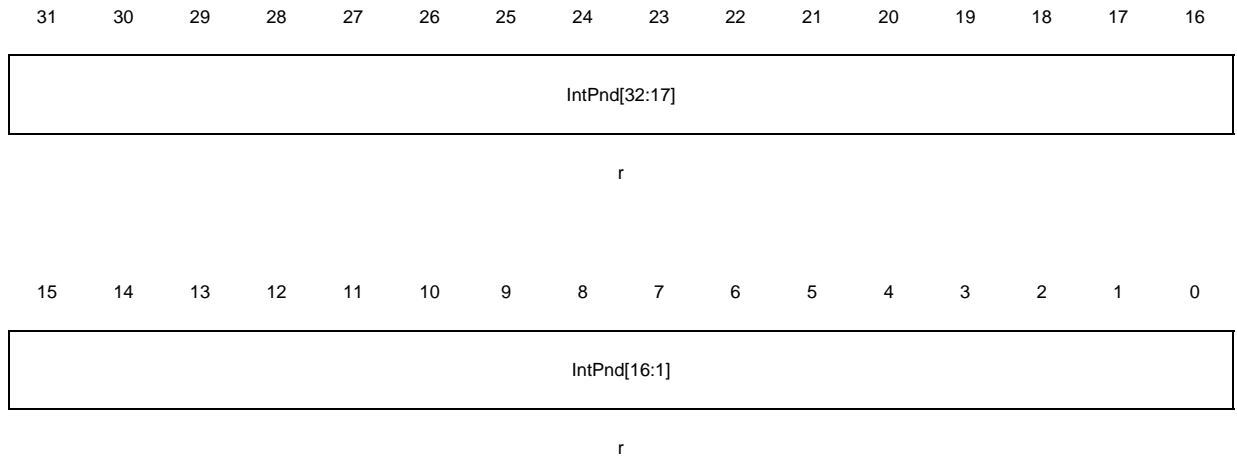 31 30 29 28 27 26 25 24 23 22 21 20 19 18 17 16
IntPnd[32:17]
r
15 14 13 12 11 10 9 8 7 6 5 4 3 2 1 0
IntPnd[16:1]
r